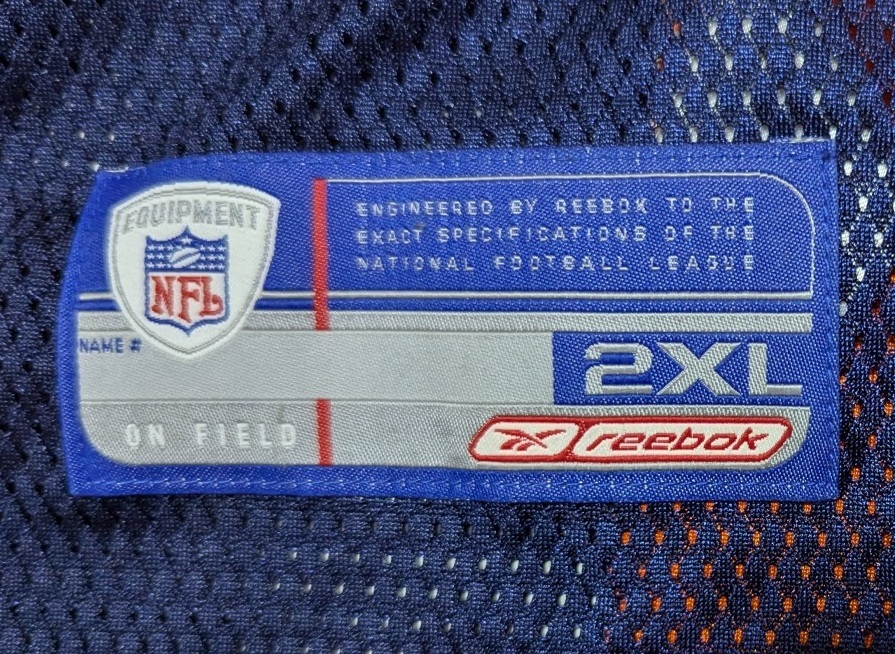 EQUIPMENT
NFL
ENGINEERED BY REEBOK TO THE
EXACT SPECIFICATIONS OF THE
NATIONAL FOOTBALL LEAGUE
NAME #
2XL
ON FIELD
reebok